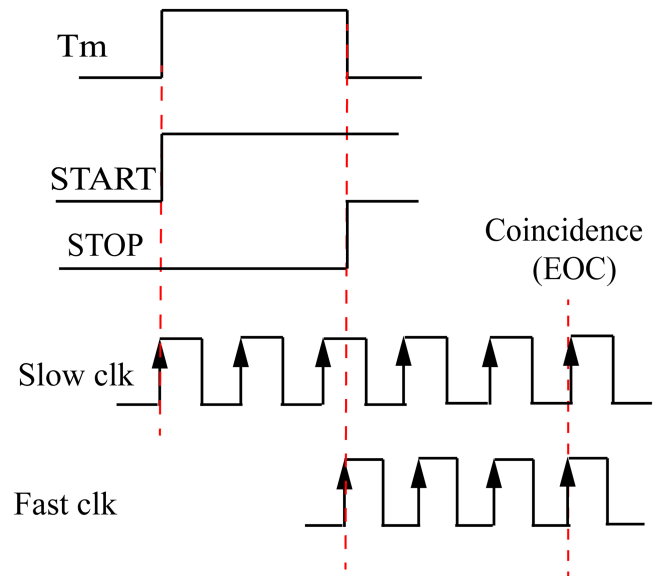 Tm
START
STOP
Coincidence
(EOC)
Slow clk
Fast clk